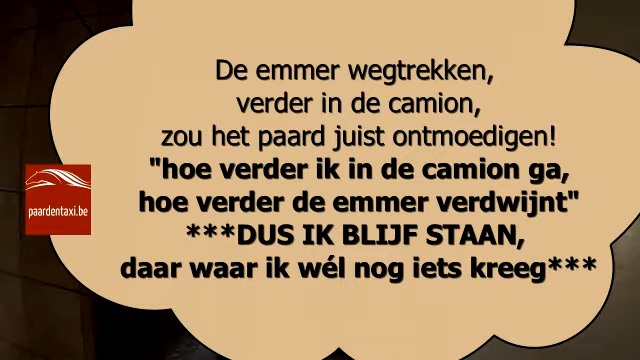 De emmer wegtrekken,
verder in de camion,
zou het paard juist ontmoedigen!
"hoe verder ik in de camion ga,
hoe verder de emmer verdwijnt"
***DUS IK BLIJF STAAN,
daar waar ik wél nog iets kreeg***
paardentaxi.be